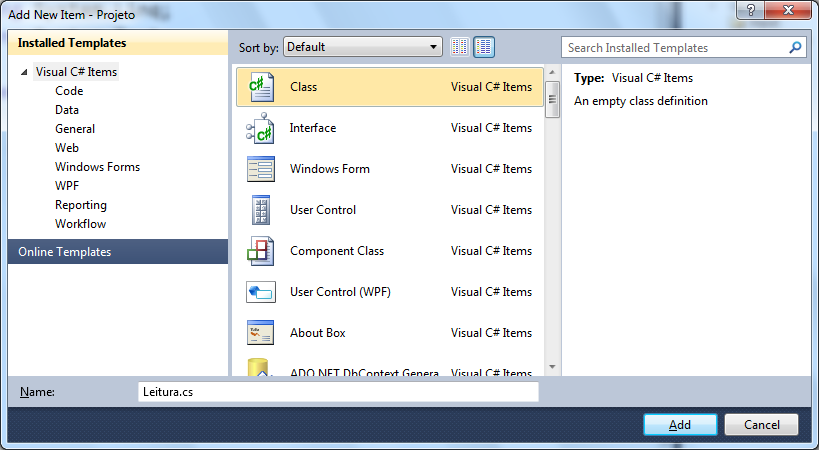 Add New Item - Projeto
Installed Templates
Visual C# Items
Code
Data
General
Web
Windows Forms
WPF
Reporting
Workflow
Online Templates
Sort by: Default
Class Visual C# Items
Interface Visual C# Items
Windows Form Visual C# Items
User Control Visual C# Items
Component Class Visual C# Items
User Control (WPF) Visual C# Items
About Box Visual C# Items
ADO.NET DbContext Genera Visual C# Items
Search Installed Templates
Type: Visual C# Items
An empty class definition
Name: Leitura.cs
Add Cancel